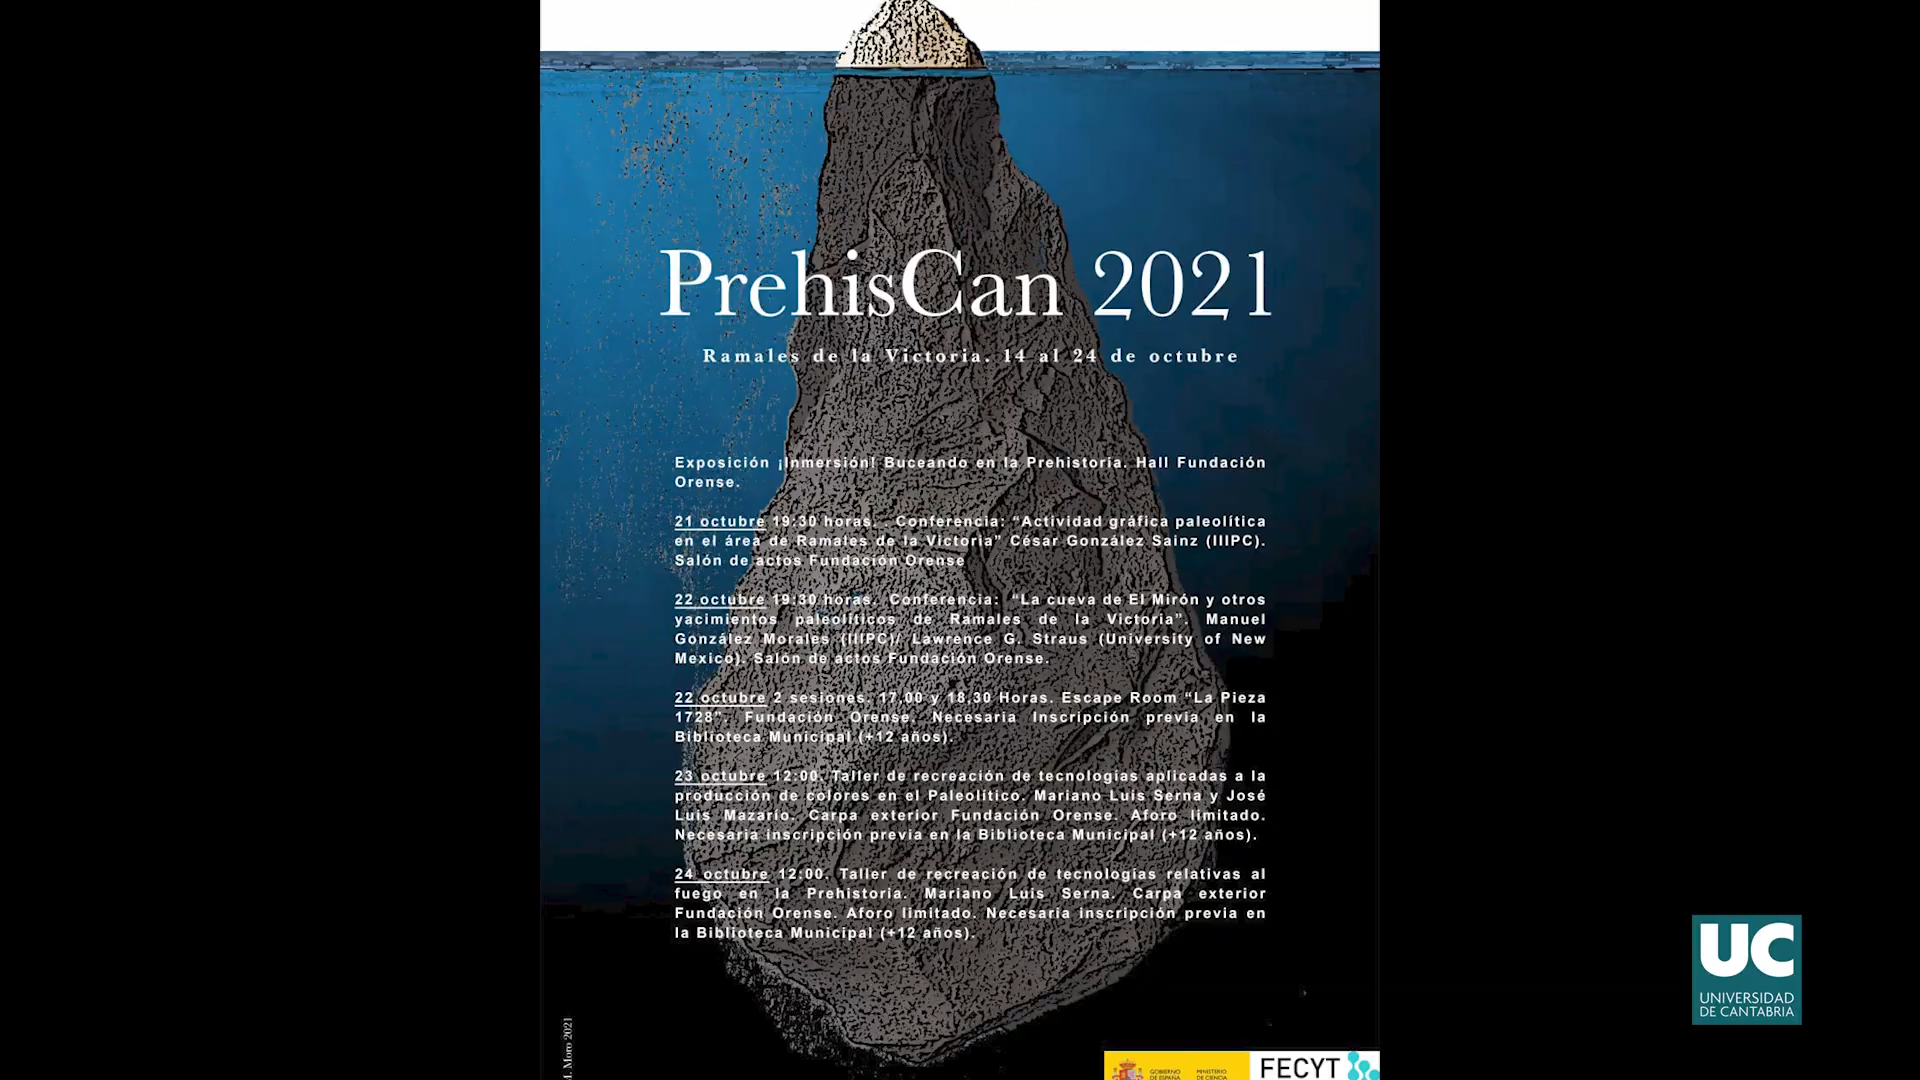 PrehisCan 2021
Ramales de la Victoria. 14 al 24 de octubre
Exposición ¡Inmersión! Buceando en la Prehistoria. Hall Fundación
Orense.
21 octubre 19:30 horas. . Conferencia: “Actividad gráfica paleolítica
en el área de Ramales de la Victoria” César González Sainz (IIIPC).
Salón de actos Fundación Orense
22 octubre 19:30 horas. Conferencia: “La cueva de El Mirón y otros
yacimientos paleolíticos de Ramales de la Victoria”. Manuel
González Morales (IIIPC)/ Lawrence G. Straus (University of New
Mexico). Salón de actos Fundación Orense.
22 octubre 2 sesiones. 17,00 y 18,30 Horas. Escape Room “La Pieza
1728”. Fundación Orense. Necesaria Inscripción previa en la
Biblioteca Municipal (+12 años).
23 octubre 12:00. Taller de recreación de tecnologías aplicadas a la
producción de colores en el Paleolítico. Mariano Luis Serna y José
Luis Mazarío. Carpa exterior Fundación Orense. Aforo limitado.
Necesaria inscripción previa en la Biblioteca Municipal (+12 años).
24 octubre 12:00. Taller de recreación de tecnologías relativas al
fuego en la Prehistoria. Mariano Luis Serna. Carpa exterior
Fundación Orense. Aforo limitado. Necesaria inscripción previa en
la Biblioteca Municipal (+12 años).
Moro 2021
GOBIERNO
DE ESPAÑA
MINISTERIO
DE CIENCIA
FECYT
UC
UNIVERSIDAD
DE CANTABRIA